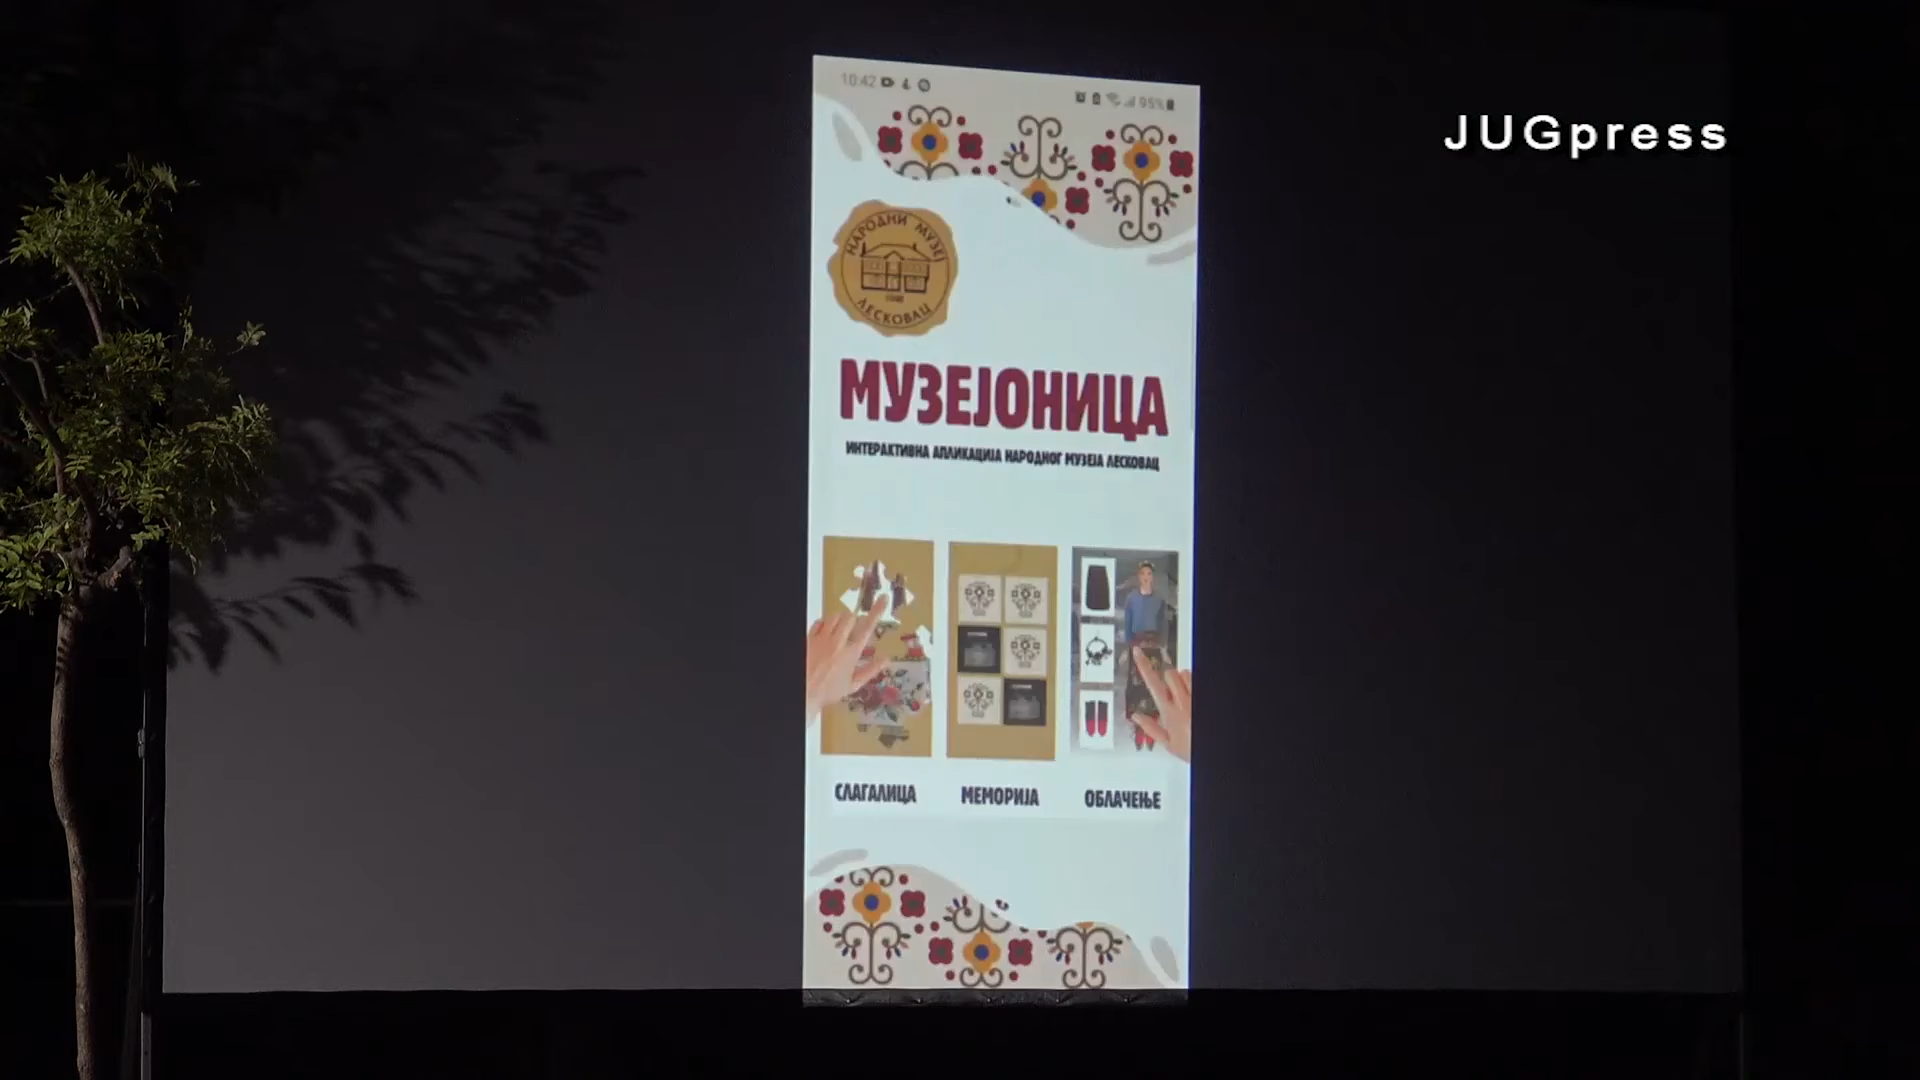 10:42
95%
JUGpress
НАРОДНИ МУЗЕЈ
ЛЕСКОВАЦ
МУЗЕЈОНИЦА
ИНТЕРАКТИВНА АПЛИКАЦИЈА НАРОДНОГ МУЗЕЈА ЛЕСКОВАЦ
СЛАГАЛИЦА
МЕМОРИЈА
ОБЛАЧЕЊЕ